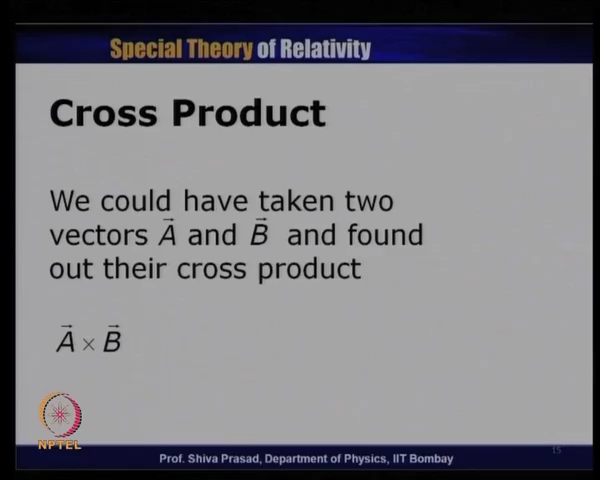 Special Theory of Relativity
Cross Product
We could have taken two
vectors A⃗ and B⃗ and found
out their cross product
A⃗ × B⃗
NPTEL
Prof. Shiva Prasad, Department of Physics, IIT Bombay
15